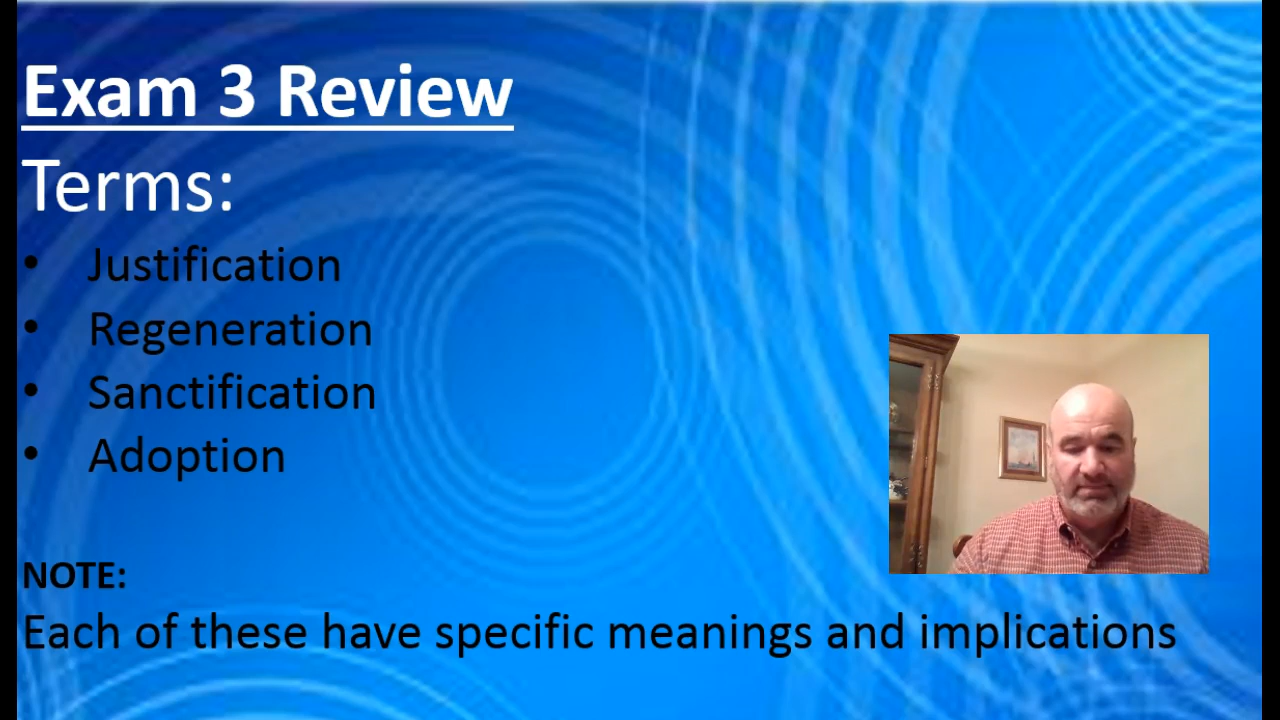 Exam 3 Review
Terms:
• Justification
• Regeneration
• Sanctification
• Adoption
NOTE:
Each of these have specific meanings and implications